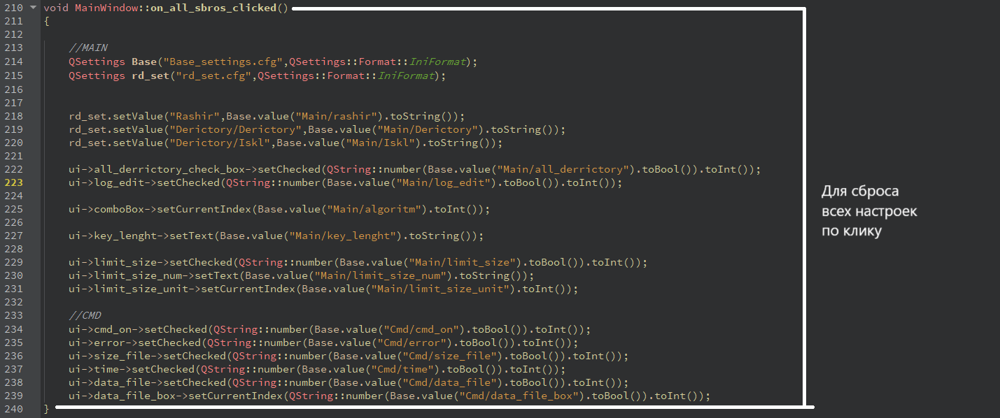 210 void MainWindow::on_all_sbros_clicked()
211 {
212
213 //MAIN
214 QSettings Base("Base_settings.cfg",QSettings::Format::IniFormat);
215 QSettings rd_set("rd_set.cfg",QSettings::Format::IniFormat);
216
217
218 rd_set.setValue("Rashir",Base.value("Main/rashir").toString());
219 rd_set.setValue("Derictory/Derictory",Base.value("Main/Derictory").toString());
220 rd_set.setValue("Derictory/Iskl",Base.value("Main/Iskl").toString());
221
222 ui->all_derrictory_check_box->setChecked(QString::number(Base.value("Main/all_derrictory").toBool()).toInt());
223 ui->log_edit->setChecked(QString::number(Base.value("Main/log_edit").toBool()).toInt());
224
225 ui->comboBox->setCurrentIndex(Base.value("Main/algoritm").toInt());
226
227 ui->key_lenght->setText(Base.value("Main/key_lenght").toString());
228
229 ui->limit_size->setChecked(QString::number(Base.value("Main/limit_size").toBool()).toInt());
230 ui->limit_size_num->setText(Base.value("Main/limit_size_num").toString());
231 ui->limit_size_unit->setCurrentIndex(Base.value("Main/limit_size_unit").toInt());
232
233 //CMD
234 ui->cmd_on->setChecked(QString::number(Base.value("Cmd/cmd_on").toBool()).toInt());
235 ui->error->setChecked(QString::number(Base.value("Cmd/error").toBool()).toInt());
236 ui->size_file->setChecked(QString::number(Base.value("Cmd/size_file").toBool()).toInt());
237 ui->time->setChecked(QString::number(Base.value("Cmd/time").toBool()).toInt());
238 ui->data_file->setChecked(QString::number(Base.value("Cmd/data_file").toBool()).toInt());
239 ui->data_file_box->setCurrentIndex(QString::number(Base.value("Cmd/data_file_box").toBool()).toInt());
240 }
Для сброса
всех настроек
по клику